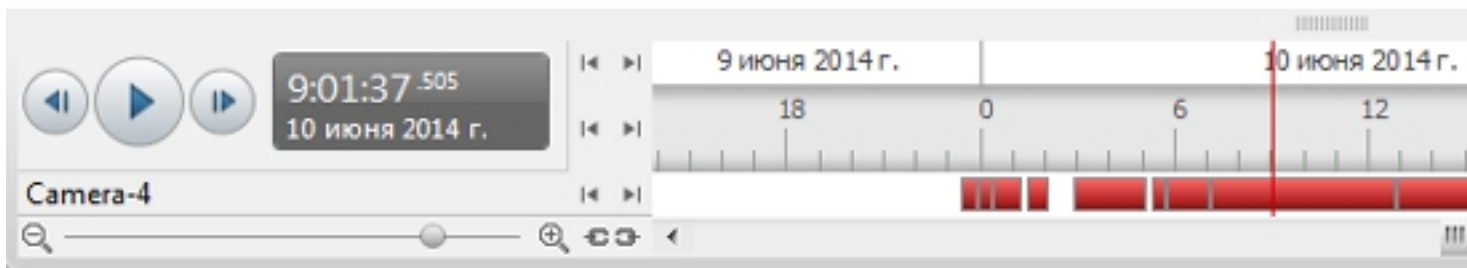 9 июня 2014 г. 10 июня 2014 г.
9:01:37 .505
10 июня 2014 г.
18 0 6 12
Camera-4